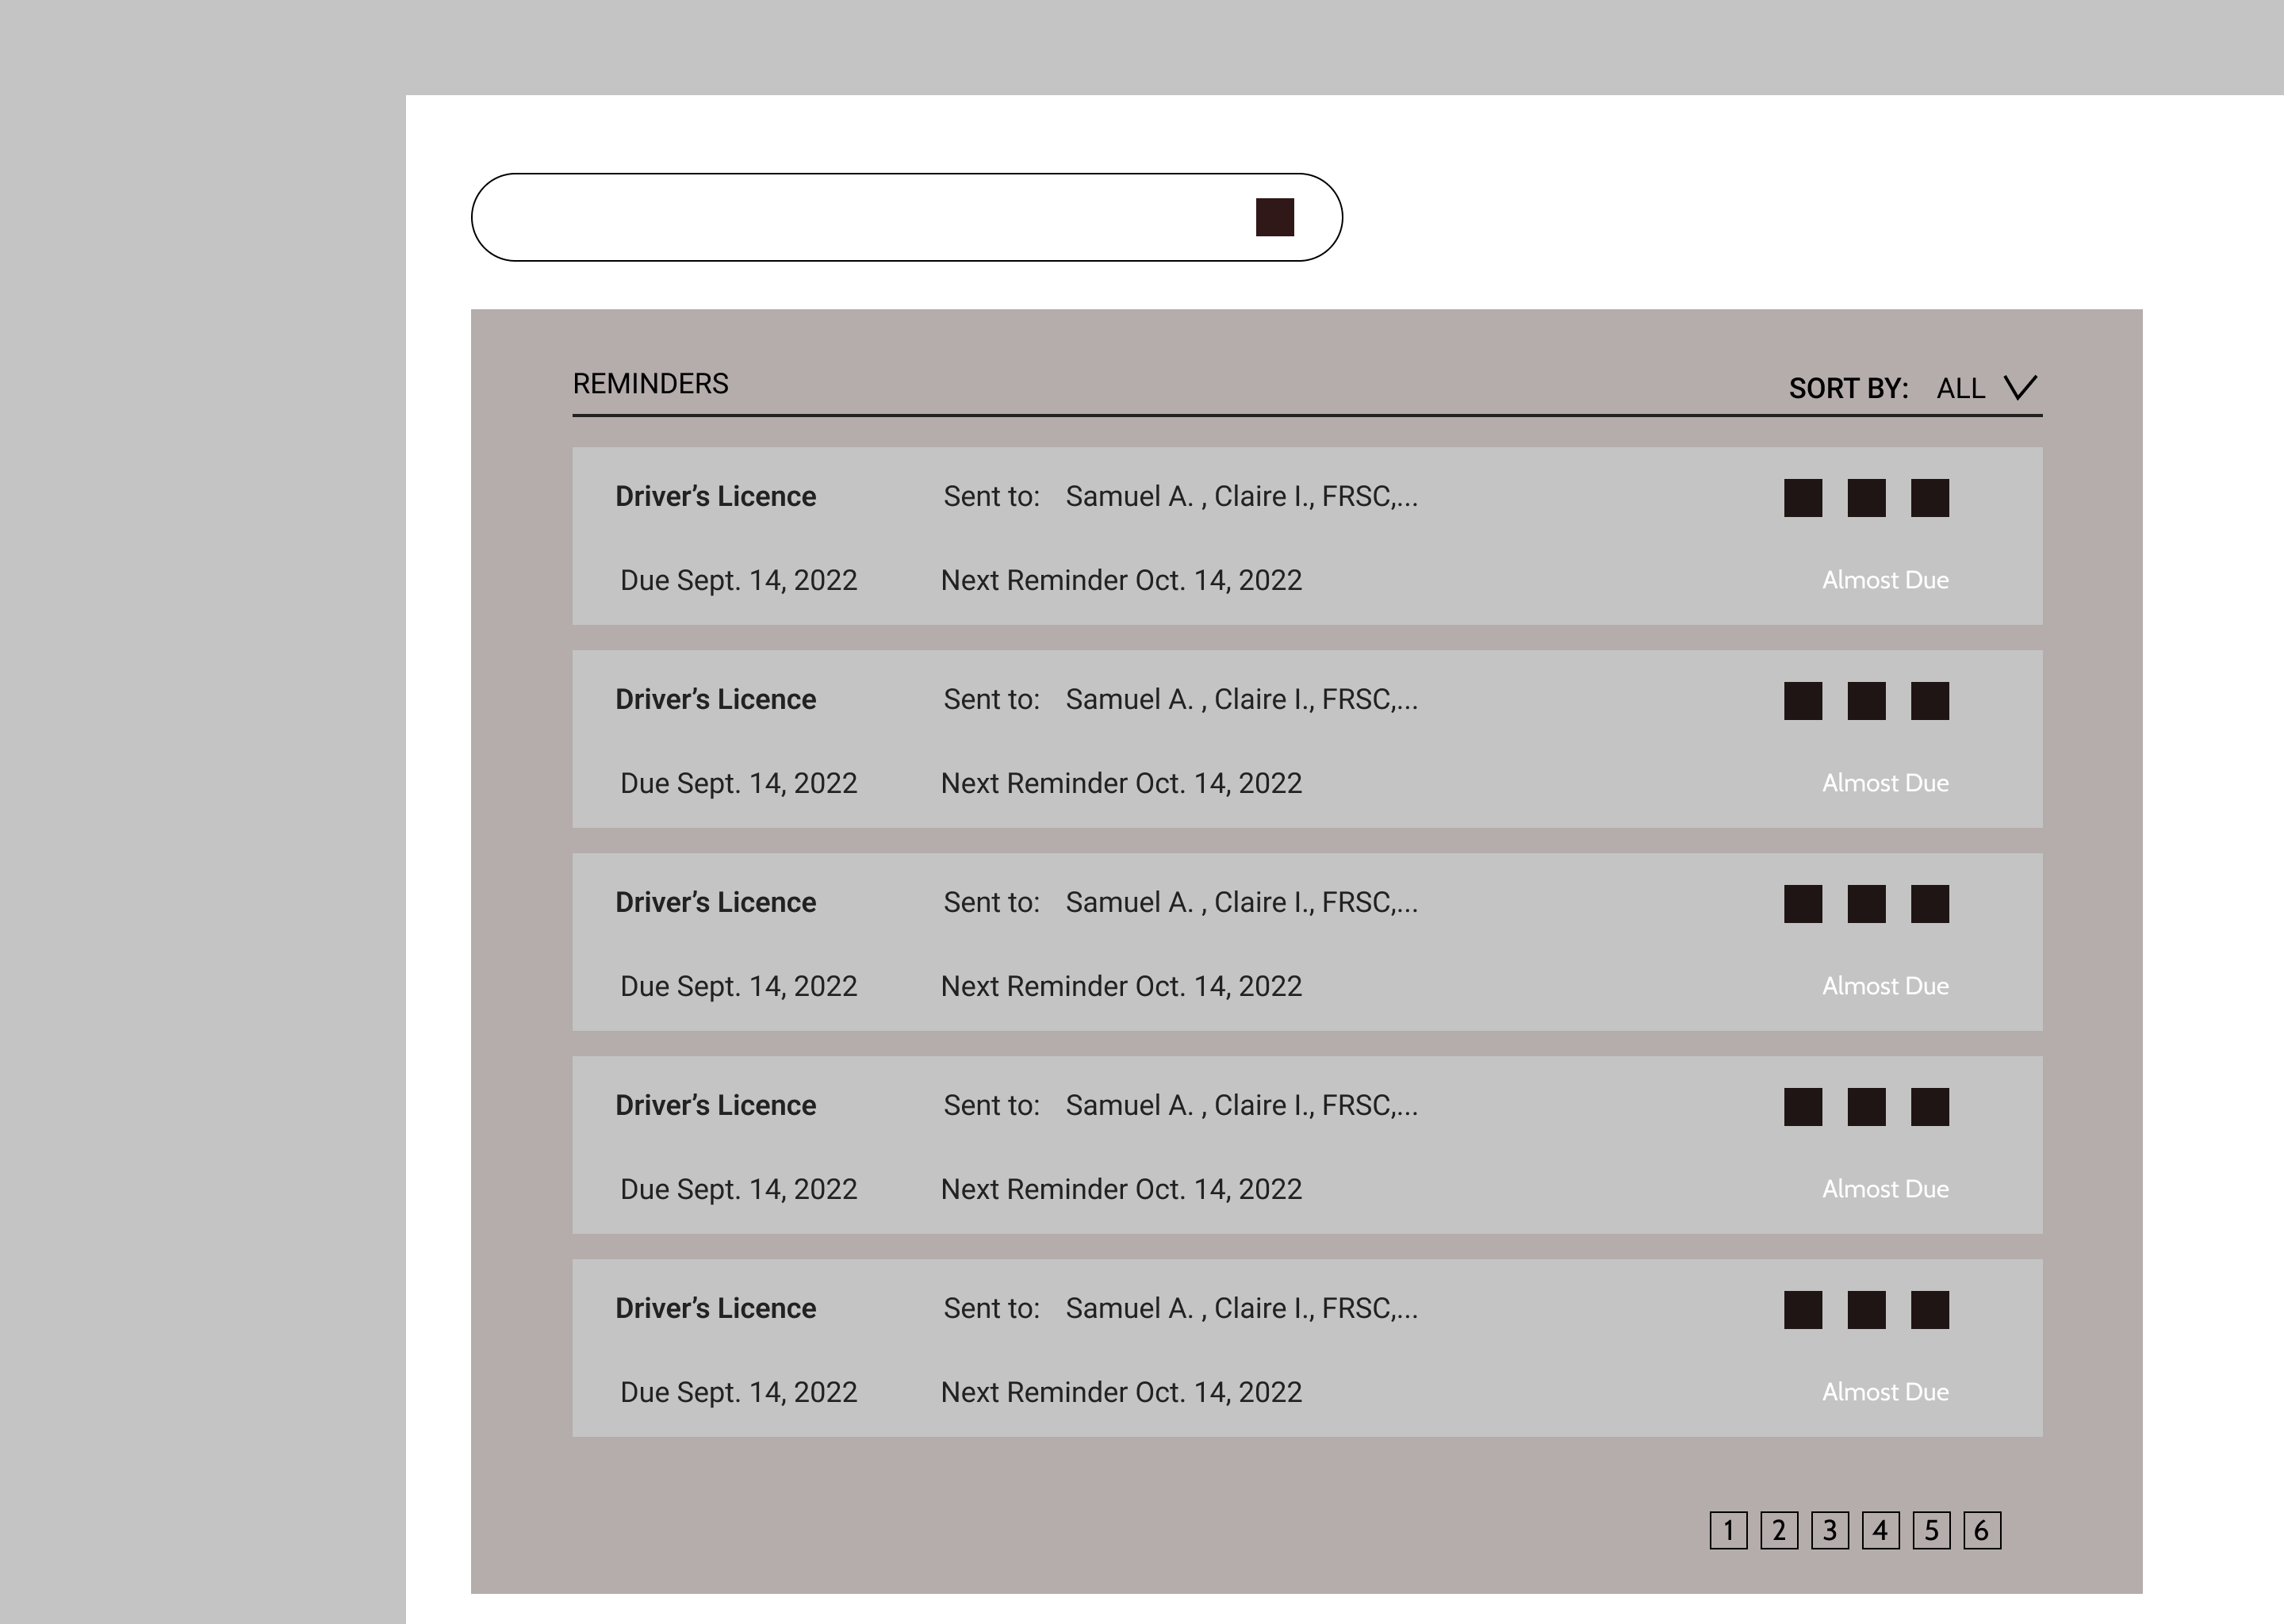 REMINDERS SORT BY: ALL
Driver’s Licence Sent to: Samuel A. , Claire I., FRSC,...
Due Sept. 14, 2022 Next Reminder Oct. 14, 2022 Almost Due
Driver’s Licence Sent to: Samuel A. , Claire I., FRSC,...
Due Sept. 14, 2022 Next Reminder Oct. 14, 2022 Almost Due
Driver’s Licence Sent to: Samuel A. , Claire I., FRSC,...
Due Sept. 14, 2022 Next Reminder Oct. 14, 2022 Almost Due
Driver’s Licence Sent to: Samuel A. , Claire I., FRSC,...
Due Sept. 14, 2022 Next Reminder Oct. 14, 2022 Almost Due
Driver’s Licence Sent to: Samuel A. , Claire I., FRSC,...
Due Sept. 14, 2022 Next Reminder Oct. 14, 2022 Almost Due
1 2 3 4 5 6